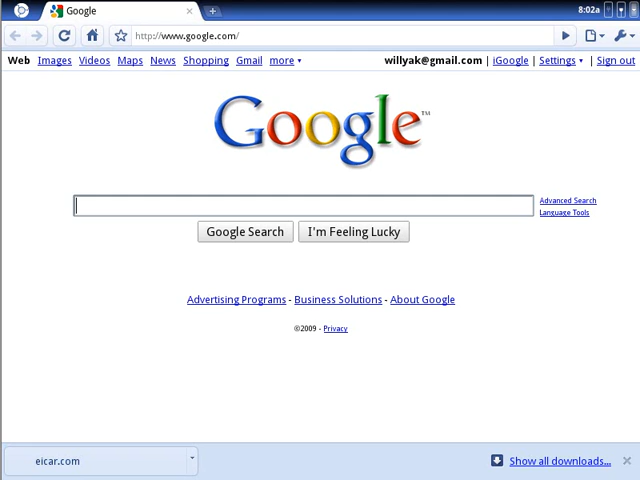 Google
8:02a
http://www.google.com/
Web Images Videos Maps News Shopping Gmail more ▾ willyak@gmail.com | iGoogle | Settings ▾ | Sign out
Google™
Advanced Search
Language Tools
Google Search I'm Feeling Lucky
Advertising Programs - Business Solutions - About Google
©2009 - Privacy
eicar.com Show all downloads...